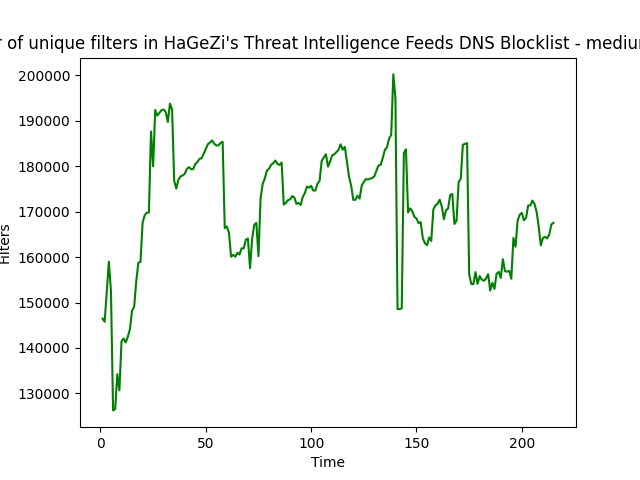 r of unique filters in HaGeZi's Threat Intelligence Feeds DNS Blocklist - mediu
200000
190000
180000
170000
160000
150000
140000
130000
Filters
0 50 100 150 200
Time